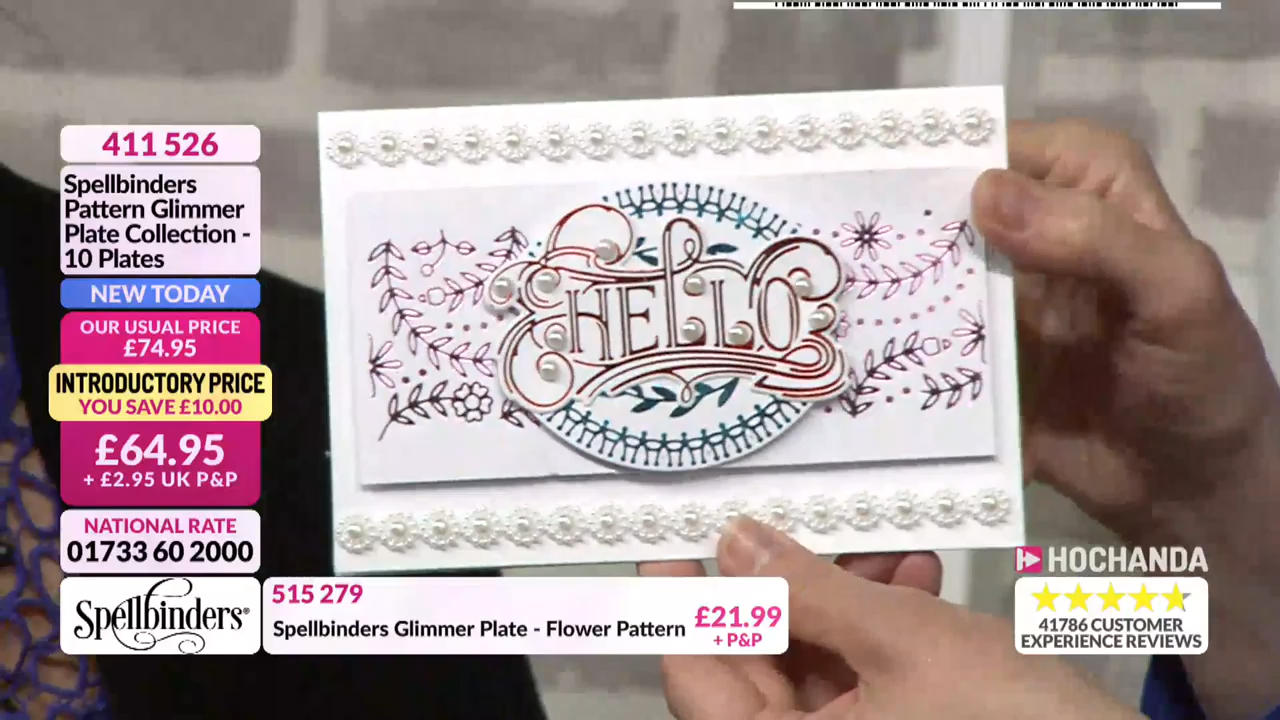 411 526
Spellbinders
Pattern Glimmer
Plate Collection -
10 Plates
NEW TODAY
OUR USUAL PRICE
£74.95
INTRODUCTORY PRICE
YOU SAVE £10.00
£64.95
+ £2.95 UK P&P
NATIONAL RATE
01733 60 2000
Spellbinders®
515 279
Spellbinders Glimmer Plate - Flower Pattern
£21.99
+ P&P
HELLO
HOCHANDA
41786 CUSTOMER
EXPERIENCE REVIEWS